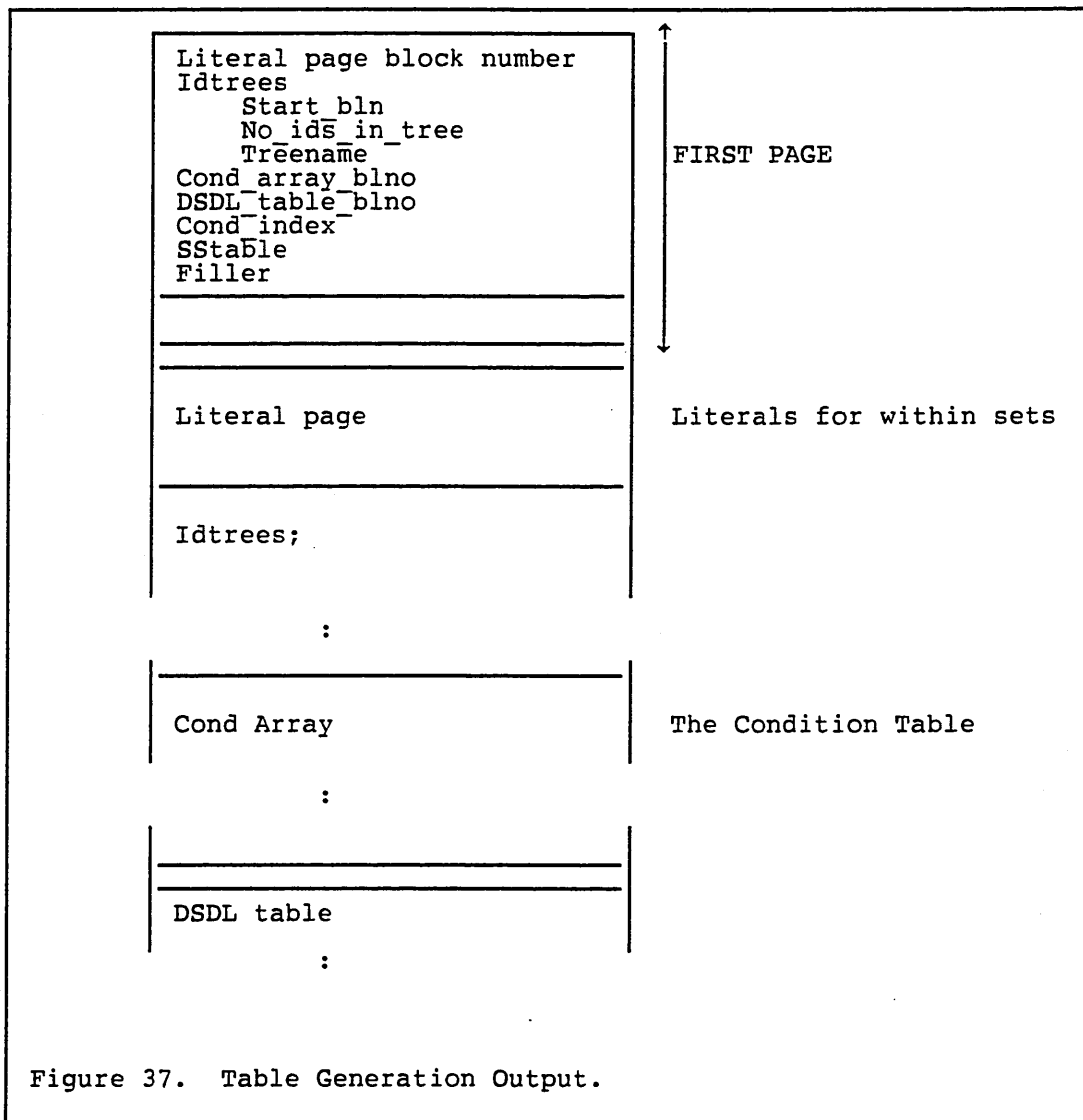 Literal page block number
Idtrees
Start_bln
No_ids_in_tree
Treename
Cond_array_blno
DSDL_table_blno
Cond_index
SStable
Filler
FIRST PAGE
Literal page
Literals for within sets
Idtrees;
:
Cond Array
The Condition Table
:
DSDL table
:
Figure 37. Table Generation Output.